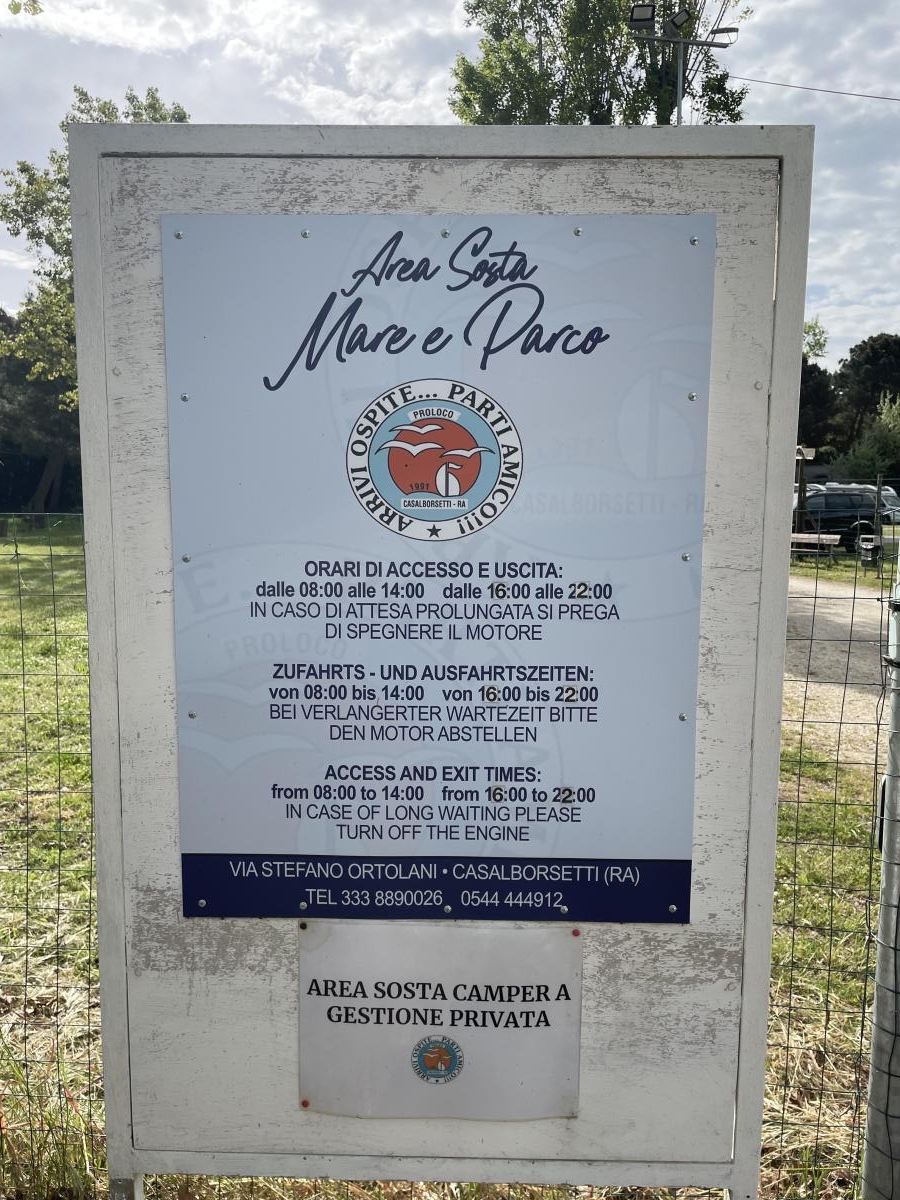 Area Sosta
Mare e Parco
ARRIVI OSPITE... PARTI AMICO!!!
PROLOCO
1991
CASALBORSETTI - RA
ORARI DI ACCESSO E USCITA:
dalle 08:00 alle 14:00 dalle 16:00 alle 22:00
IN CASO DI ATTESA PROLUNGATA SI PREGA
DI SPEGNERE IL MOTORE
ZUFAHRTS - UND AUSFAHRTSZEITEN:
von 08:00 bis 14:00 von 16:00 bis 22:00
BEI VERLANGERTER WARTEZEIT BITTE
DEN MOTOR ABSTELLEN
ACCESS AND EXIT TIMES:
from 08:00 to 14:00 from 16:00 to 22:00
IN CASE OF LONG WAITING PLEASE
TURN OFF THE ENGINE
VIA STEFANO ORTOLANI • CASALBORSETTI (RA)
TEL 333 8890026 0544 444912
AREA SOSTA CAMPER A
GESTIONE PRIVATA
ARRIVI OSPITE... PARTI AMICO!!!